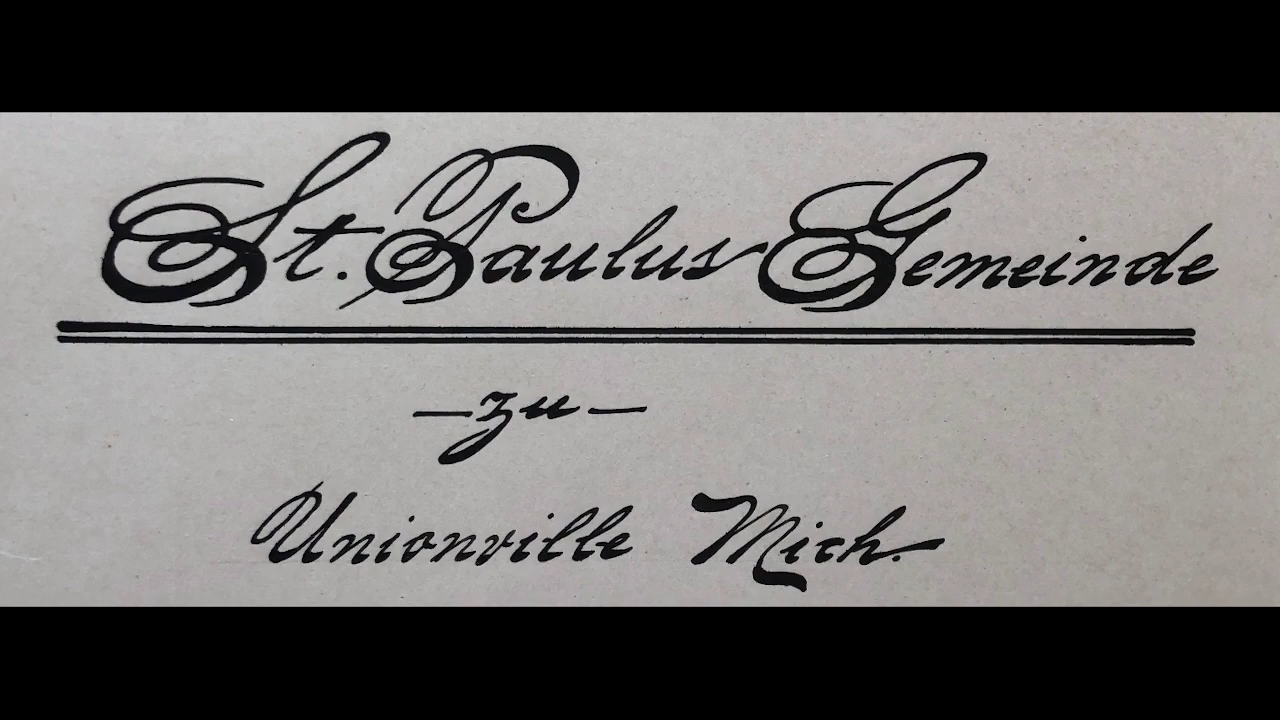 St. Paulus Gemeinde
– zu –
Unionville Mich.